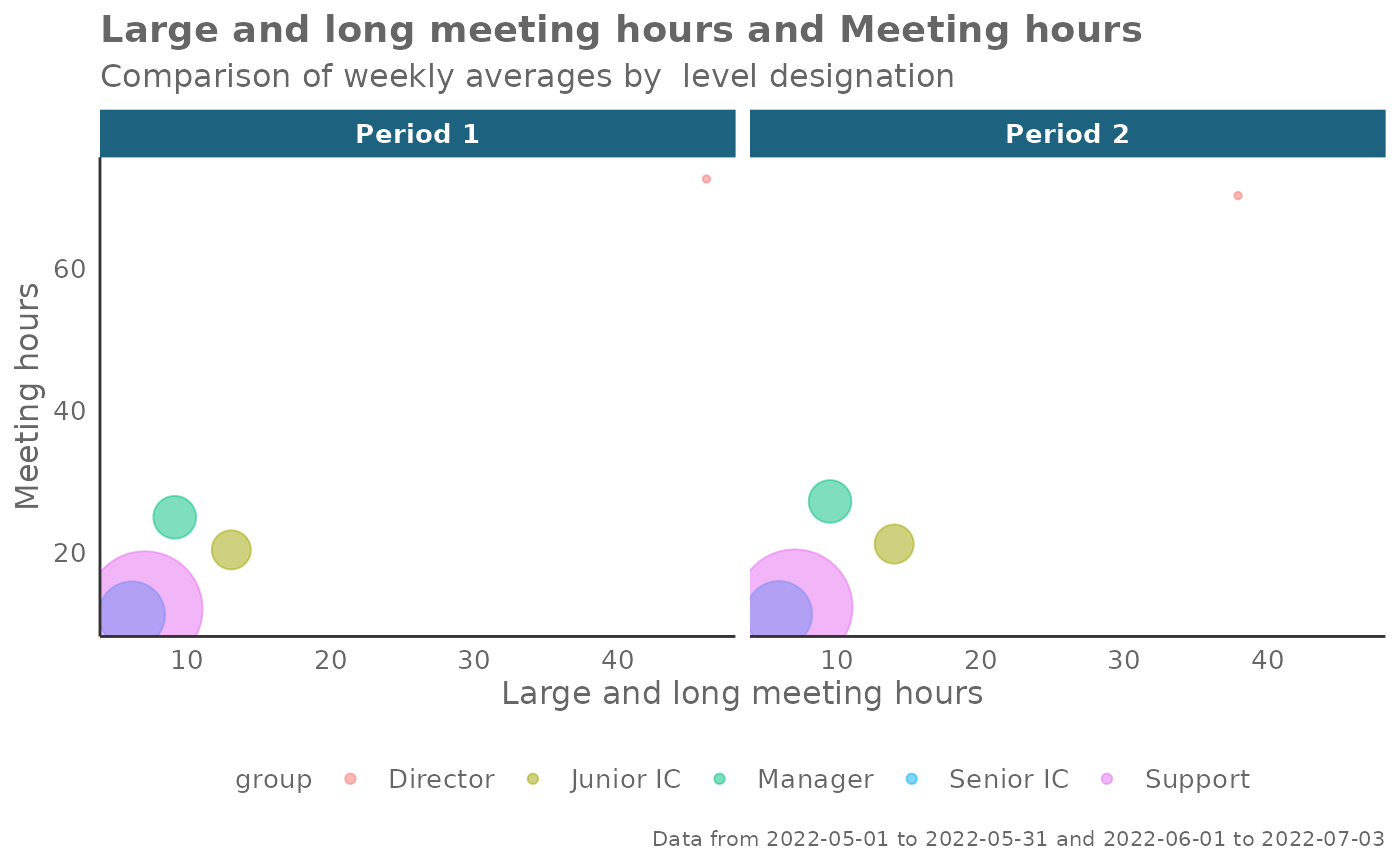 Large and long meeting hours and Meeting hours
Comparison of weekly averages by  level designation
Period 1
Period 2
Meeting hours
60
40
20
10 20 30 40
10 20 30 40
Large and long meeting hours
group Director Junior IC Manager Senior IC Support
Data from 2022-05-01 to 2022-05-31 and 2022-06-01 to 2022-07-03